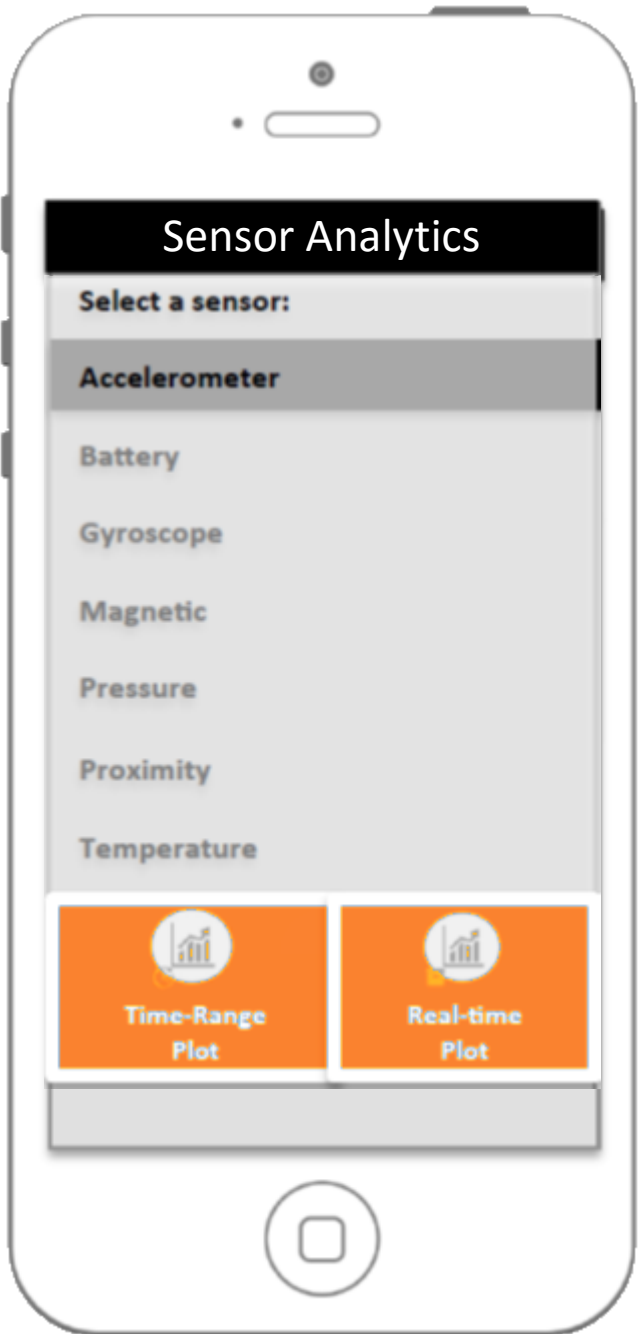 Sensor Analytics
Select a sensor:
Accelerometer
Battery
Gyroscope
Magnetic
Pressure
Proximity
Temperature
Time-Range
Plot
Real-time
Plot